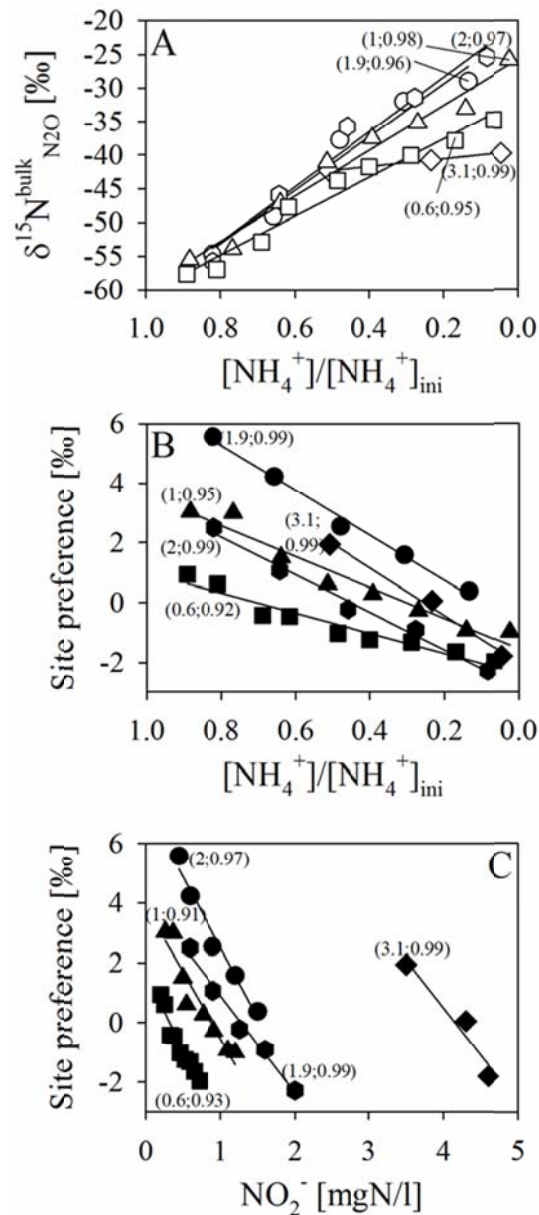 -20
-25
-30
-35
-40
-45
-50
-55
-60
A
(1;0.98) (2;0.97)
(1.9;0.96)
(3.1;0.99)
(0.6;0.95)
δ¹⁵Nᵇᵘˡᵏ N2O [‰]
1.0 0.8 0.6 0.4 0.2 0.0
[NH₄⁺]/[NH₄⁺]ini
6
4
2
0
-2
B
(1.9;0.99)
(1;0.95)
(3.1;
0.99)
(2;0.99)
(0.6;0.92)
Site preference [‰]
1.0 0.8 0.6 0.4 0.2 0.0
[NH₄⁺]/[NH₄⁺]ini
6
4
2
0
-2
C
(2;0.97)
(1;0.91)
(3.1;0.99)
(1.9;0.99)
(0.6;0.93)
Site preference [‰]
0 1 2 3 4 5
NO₂⁻ [mgN/l]